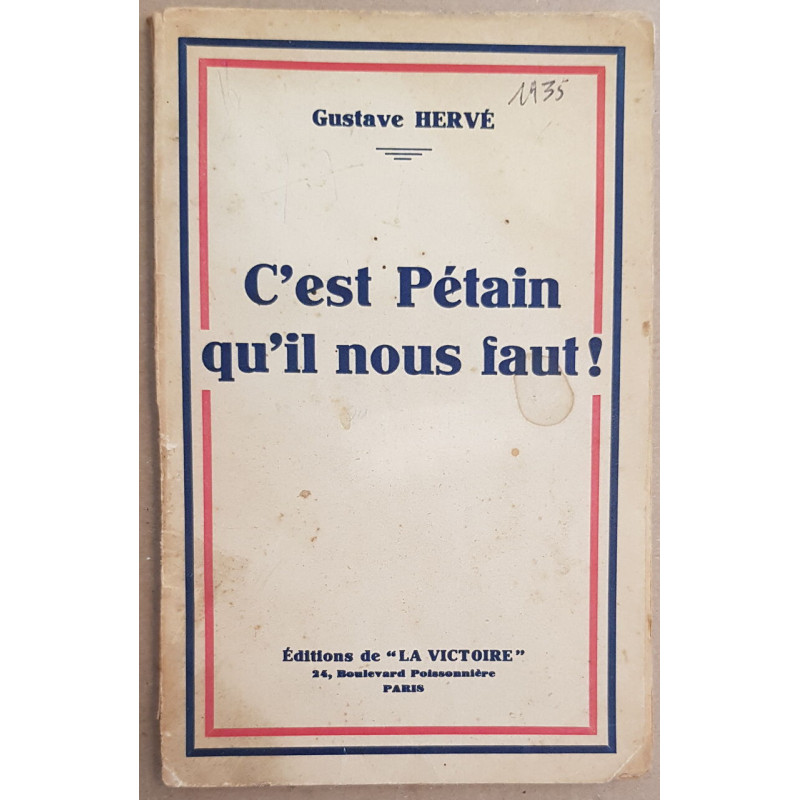 1935
Gustave HERVÉ
C'est Pétain
qu'il nous faut!
Éditions de "LA VICTOIRE"
24, Boulevard Poissonnière
PARIS